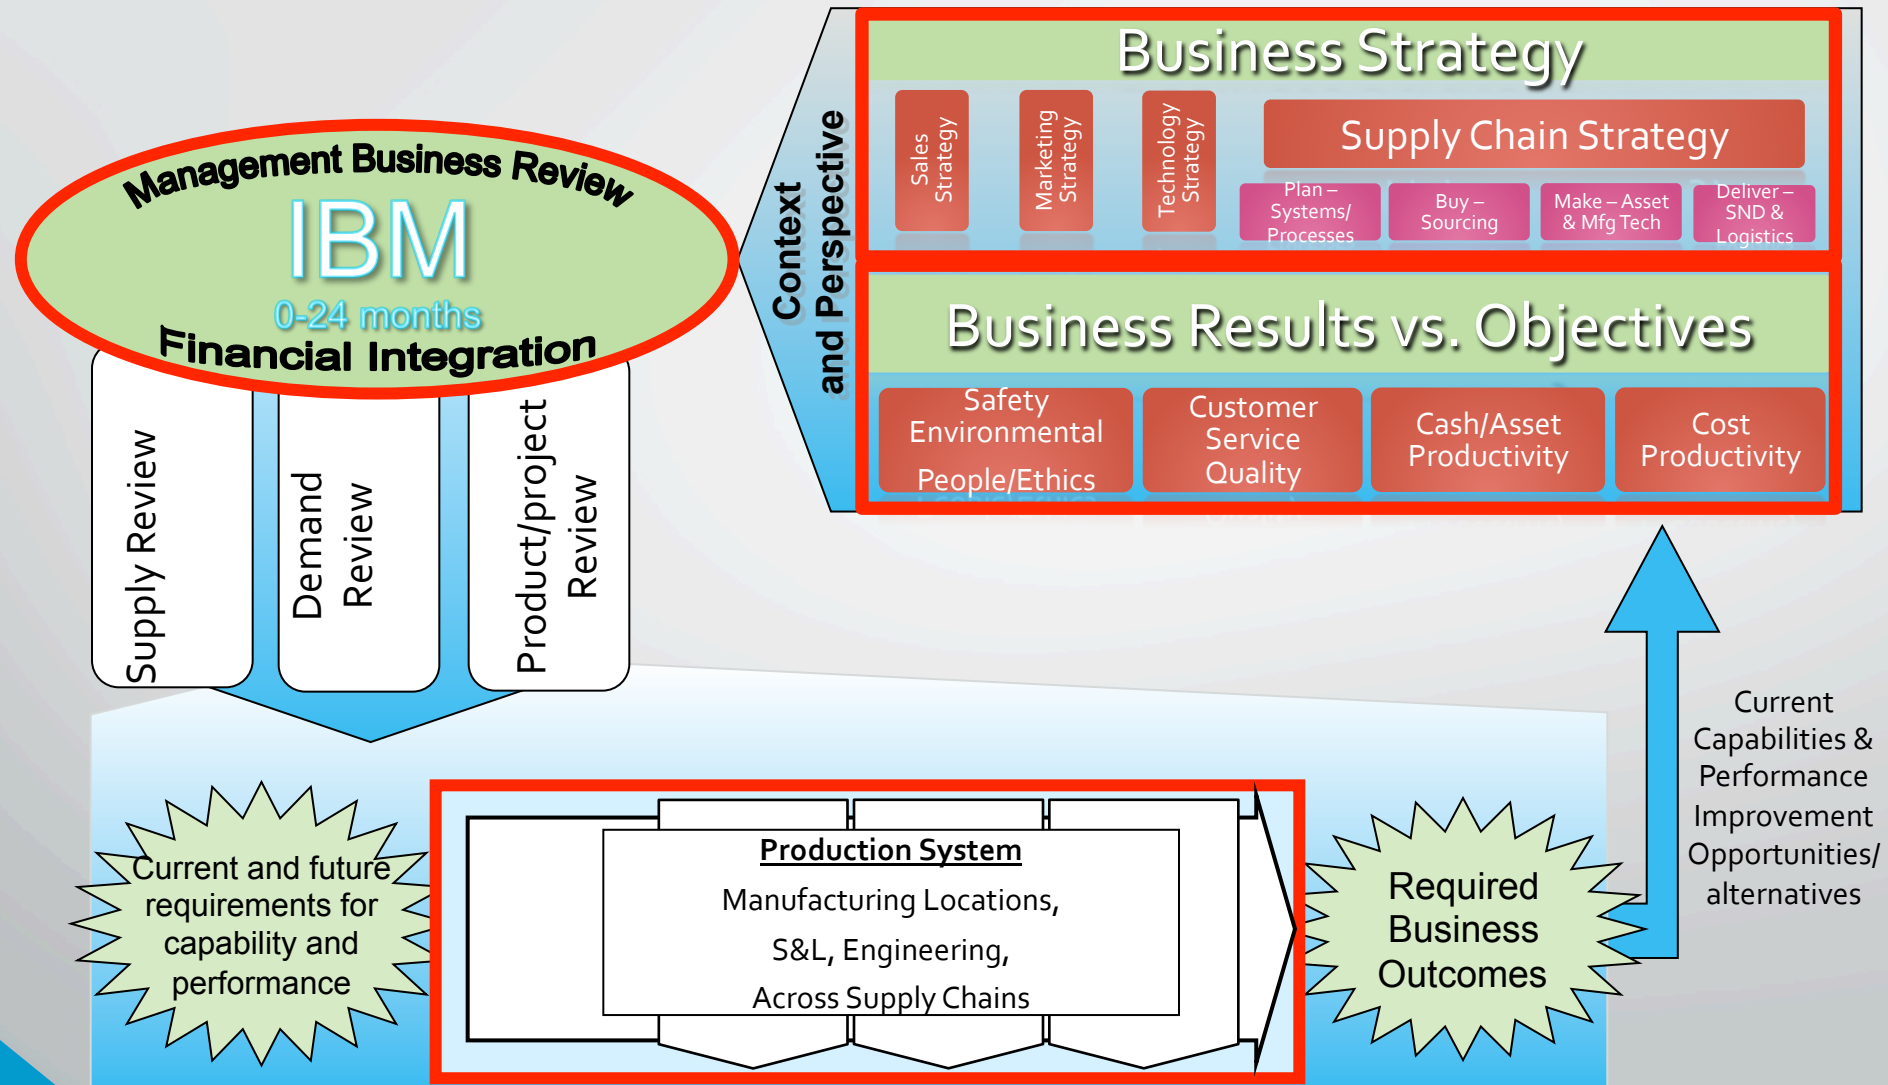 Management Business Review
IBM
0-24 months
Financial Integration
Supply Review
Demand
Review
Product/project
Review
Context
and Perspective
Business Strategy
Sales
Strategy
Marketing
Strategy
Technology
Strategy
Supply Chain Strategy
Plan –
Systems/
Processes
Buy –
Sourcing
Make – Asset
& Mfg Tech
Deliver –
SND &
Logistics
Business Results vs. Objectives
Safety
Environmental
People/Ethics
Customer
Service
Quality
Cash/Asset
Productivity
Cost
Productivity
Current and future
requirements for
capability and
performance
Production System
Manufacturing Locations,
S&L, Engineering,
Across Supply Chains
Required
Business
Outcomes
Current
Capabilities &
Performance
Improvement
Opportunities/
alternatives